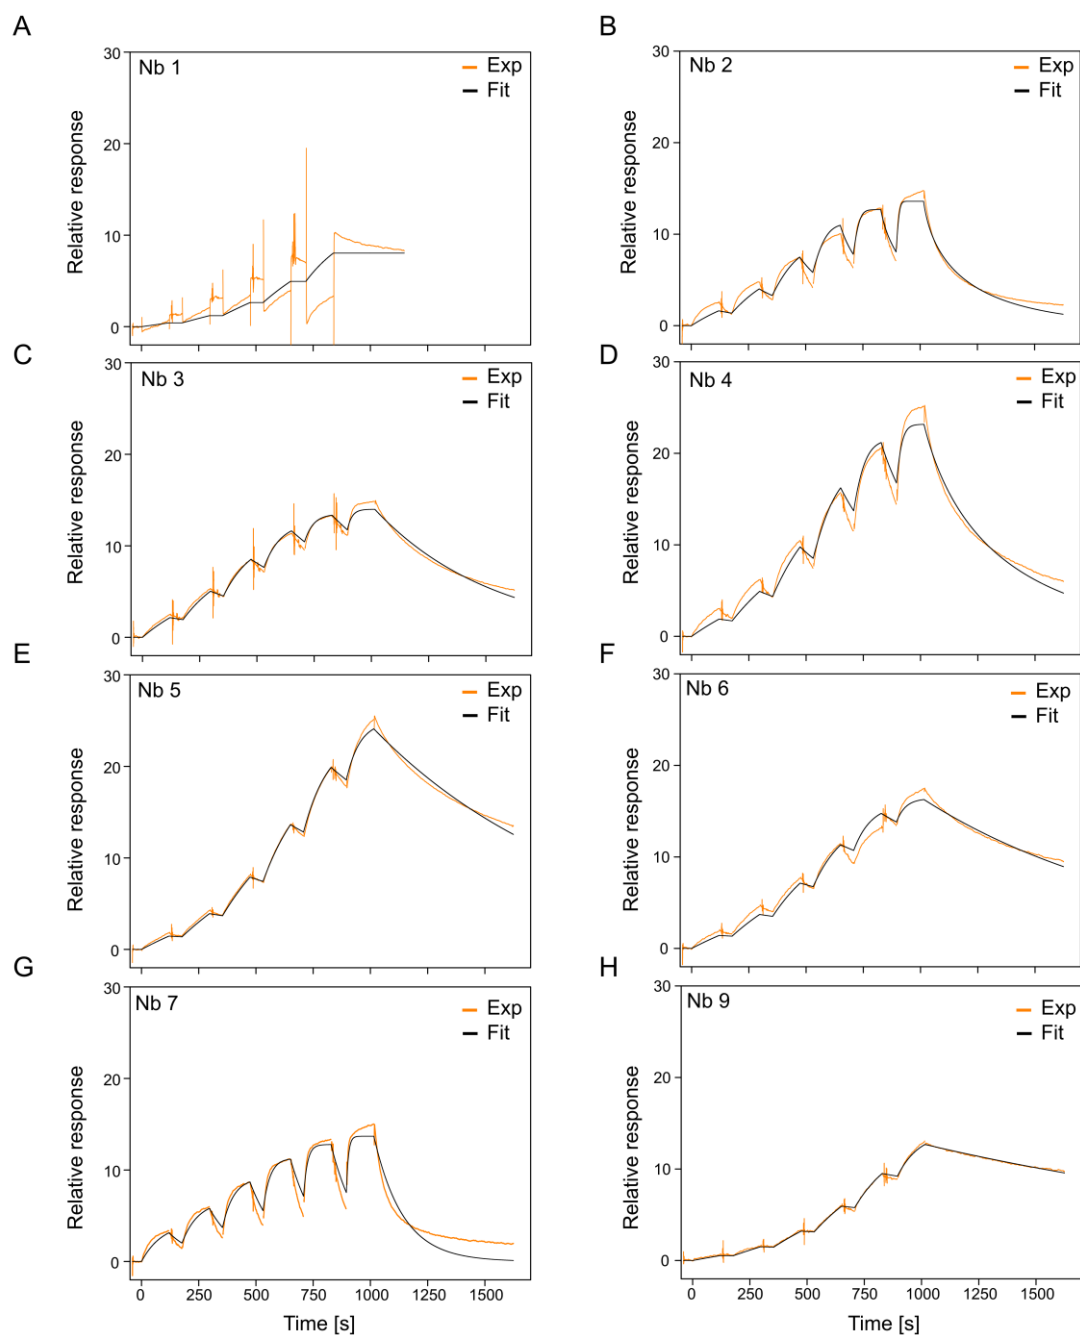 A
B
30
20
10
0
Relative response
Nb 1
Exp
Fit
30
20
10
0
Relative response
Nb 2
Exp
Fit
C
D
30
20
10
0
Relative response
Nb 3
Exp
Fit
30
20
10
0
Relative response
Nb 4
Exp
Fit
E
F
30
20
10
0
Relative response
Nb 5
Exp
Fit
30
20
10
0
Relative response
Nb 6
Exp
Fit
G
H
30
20
10
0
Relative response
Nb 7
Exp
Fit
0 250 500 750 1000 1250 1500
Time [s]
30
20
10
0
Relative response
Nb 9
Exp
Fit
0 250 500 750 1000 1250 1500
Time [s]